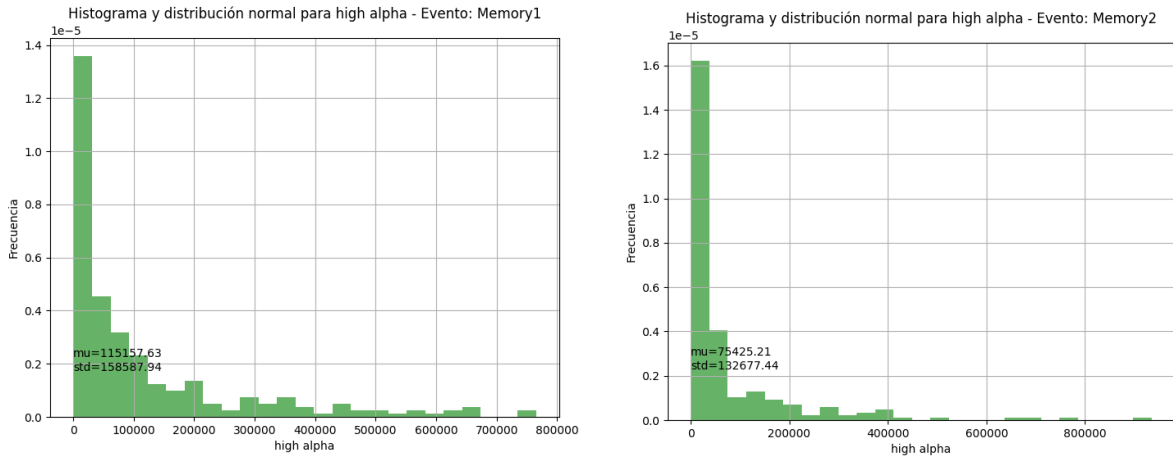 Histograma y distribución normal para high alpha - Evento: Memory1
1e−5
1.4
1.2
1.0
0.8
0.6
0.4
0.2
0.0
Frecuencia
mu=115157.63
std=158587.94
0 100000 200000 300000 400000 500000 600000 700000 800000
high alpha
Histograma y distribución normal para high alpha - Evento: Memory2
1e−5
1.6
1.4
1.2
1.0
0.8
0.6
0.4
0.2
0.0
Frecuencia
mu=75425.21
std=132677.44
0 200000 400000 600000 800000
high alpha